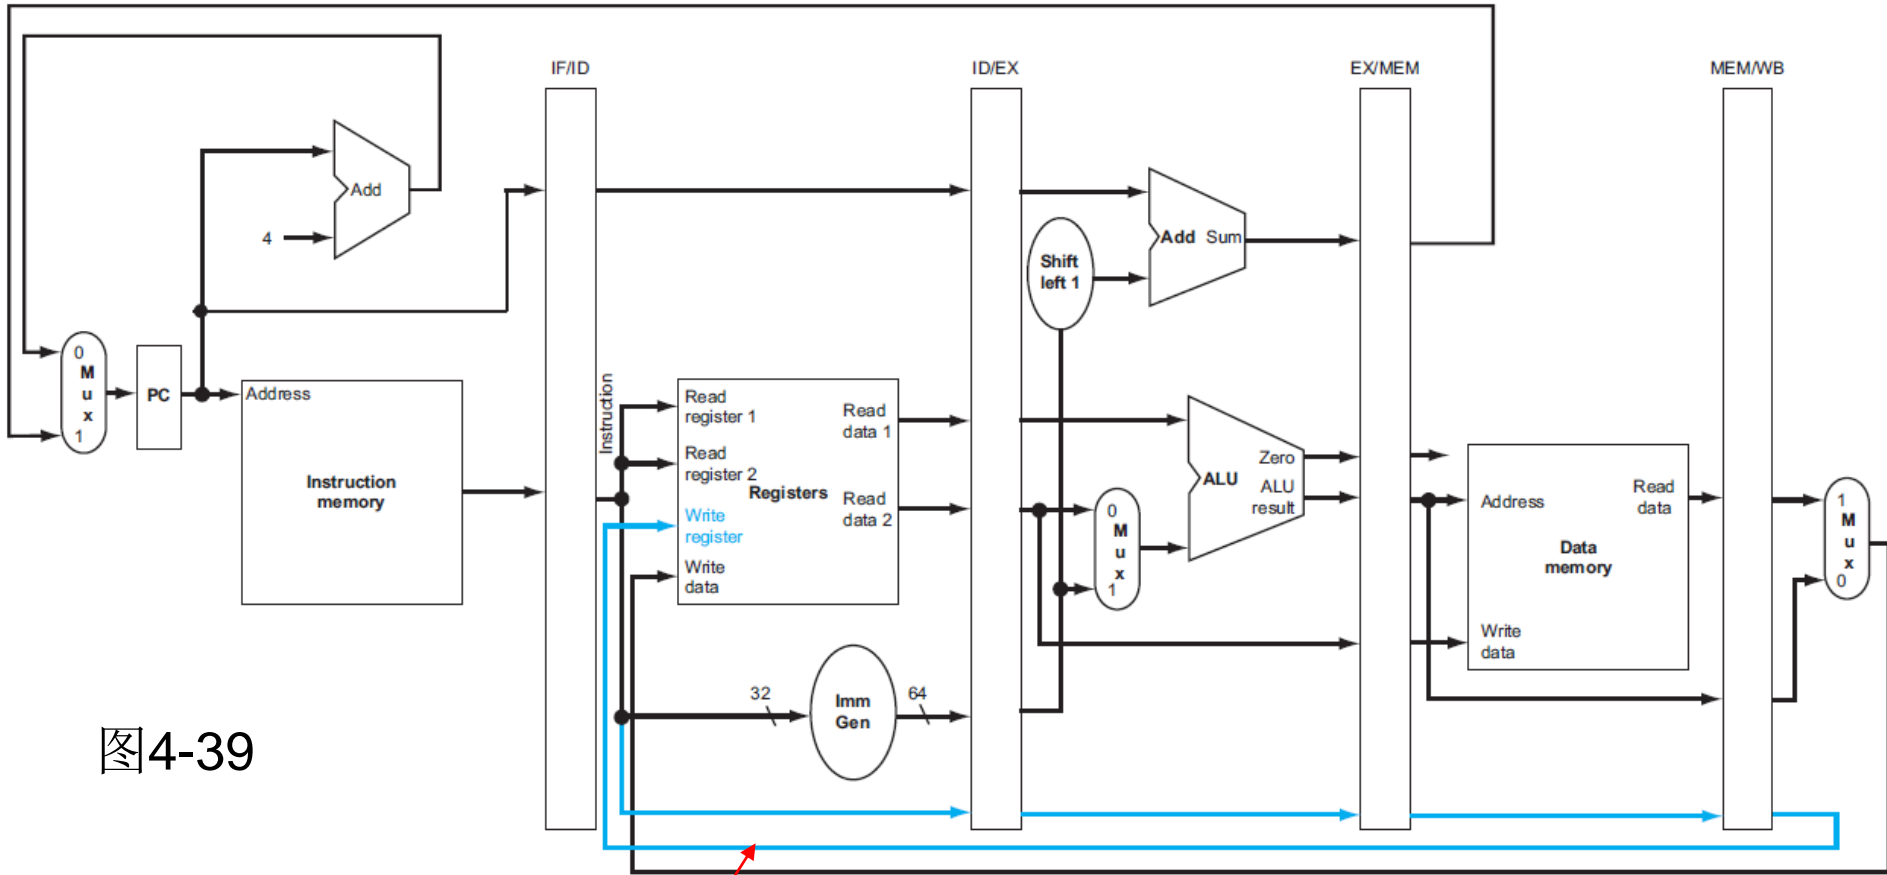 IF/ID
ID/EX
EX/MEM
MEM/WB
Add
4
Shift
left 1
Add Sum
0
M
u
x
1
PC
Address
Instruction
memory
Instruction
Read
register 1
Read
register 2
Write
register
Write
data
Registers
Read
data 1
Read
data 2
0
M
u
x
1
Zero
ALU
ALU
result
Address
Read
data
Data
memory
Write
data
1
M
u
x
0
32
Imm
Gen
64
图4-39